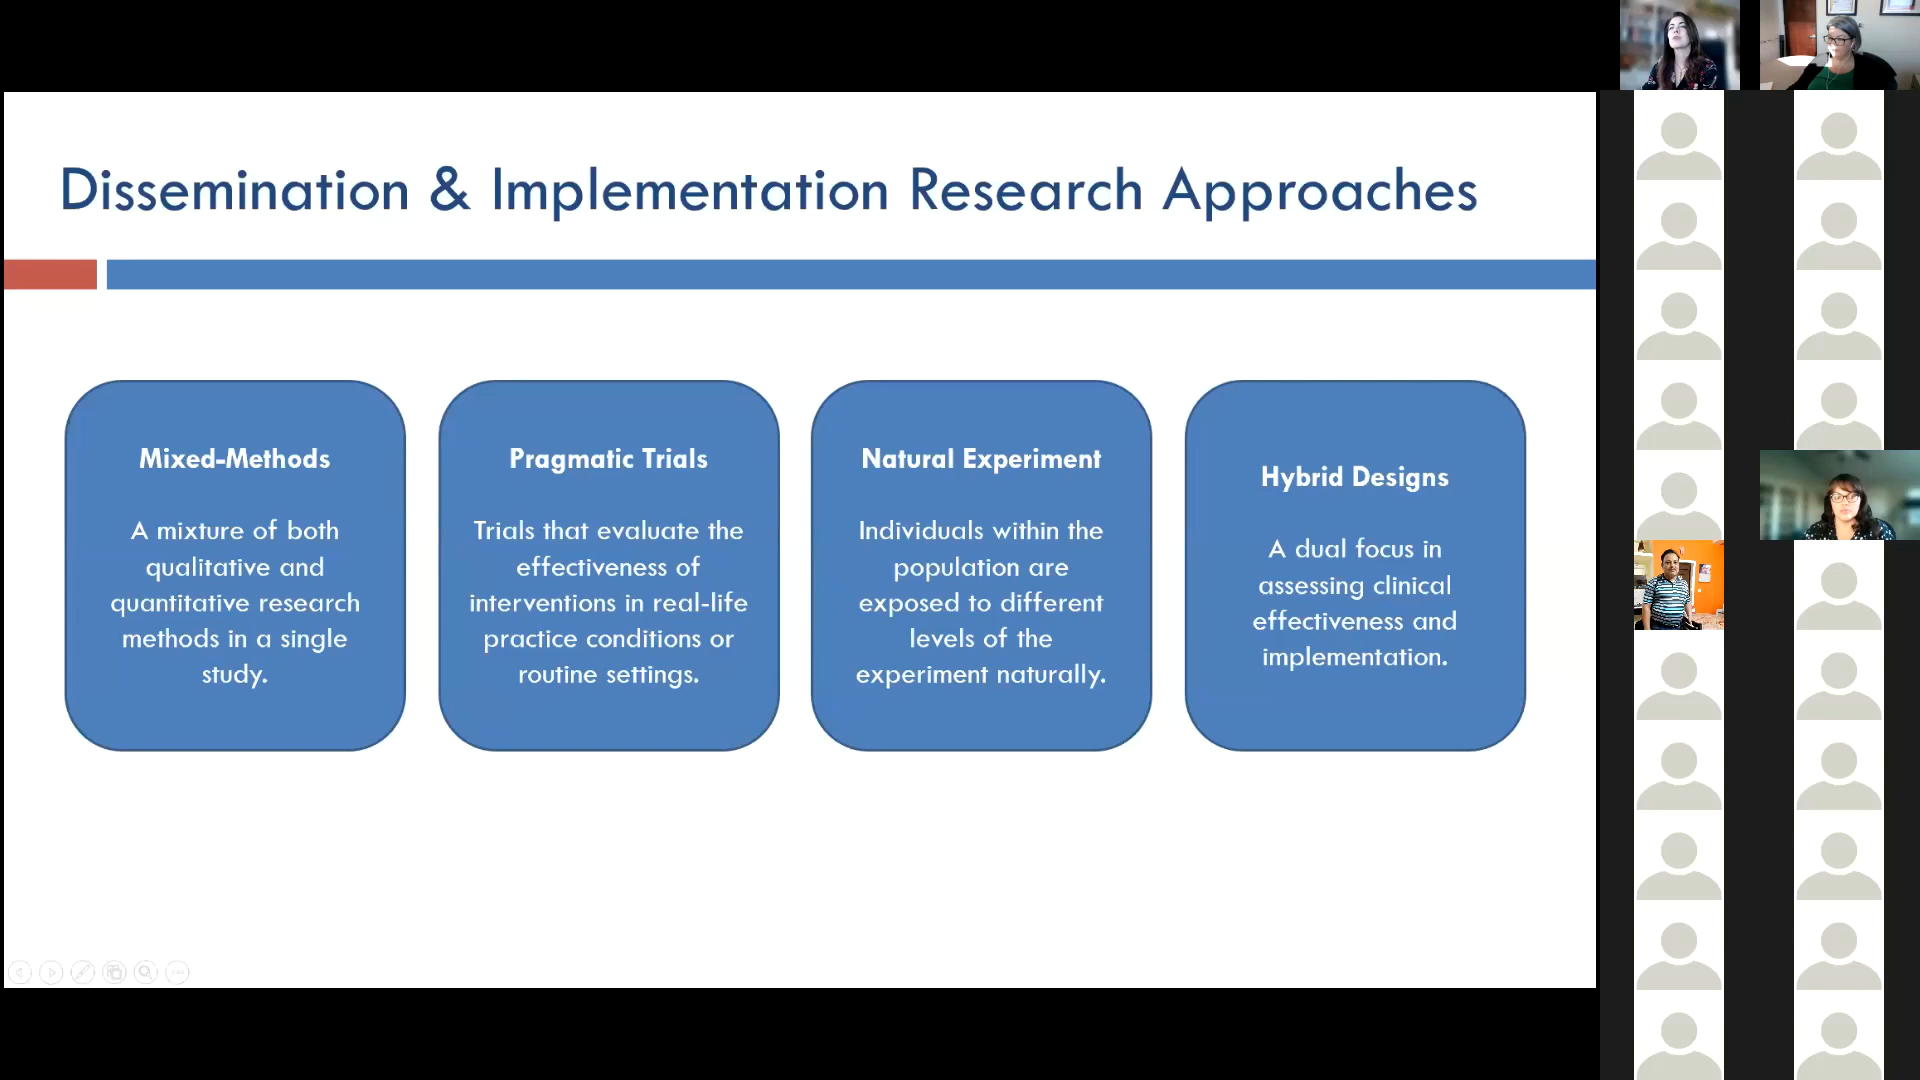 Dissemination & Implementation Research Approaches
Mixed-Methods
A mixture of both
qualitative and
quantitative research
methods in a single
study.
Pragmatic Trials
Trials that evaluate the
effectiveness of
interventions in real-life
practice conditions or
routine settings.
Natural Experiment
Individuals within the
population are
exposed to different
levels of the
experiment naturally.
Hybrid Designs
A dual focus in
assessing clinical
effectiveness and
implementation.